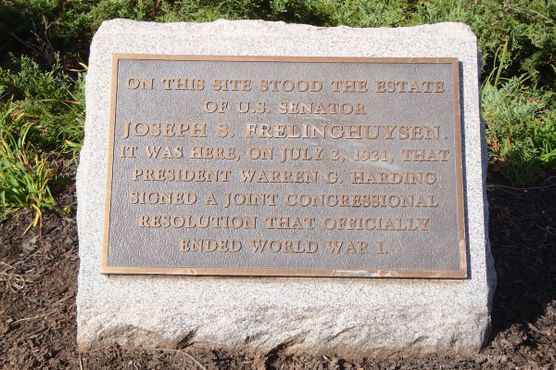 ON THIS SITE STOOD THE ESTATE
OF U.S. SENATOR
JOSEPH S. FRELINGHUYSEN.
IT WAS HERE, ON JULY 2, 1921, THAT
PRESIDENT WARREN G. HARDING
SIGNED A JOINT CONGRESSIONAL
RESOLUTION THAT OFFICIALLY
ENDED WORLD WAR I.